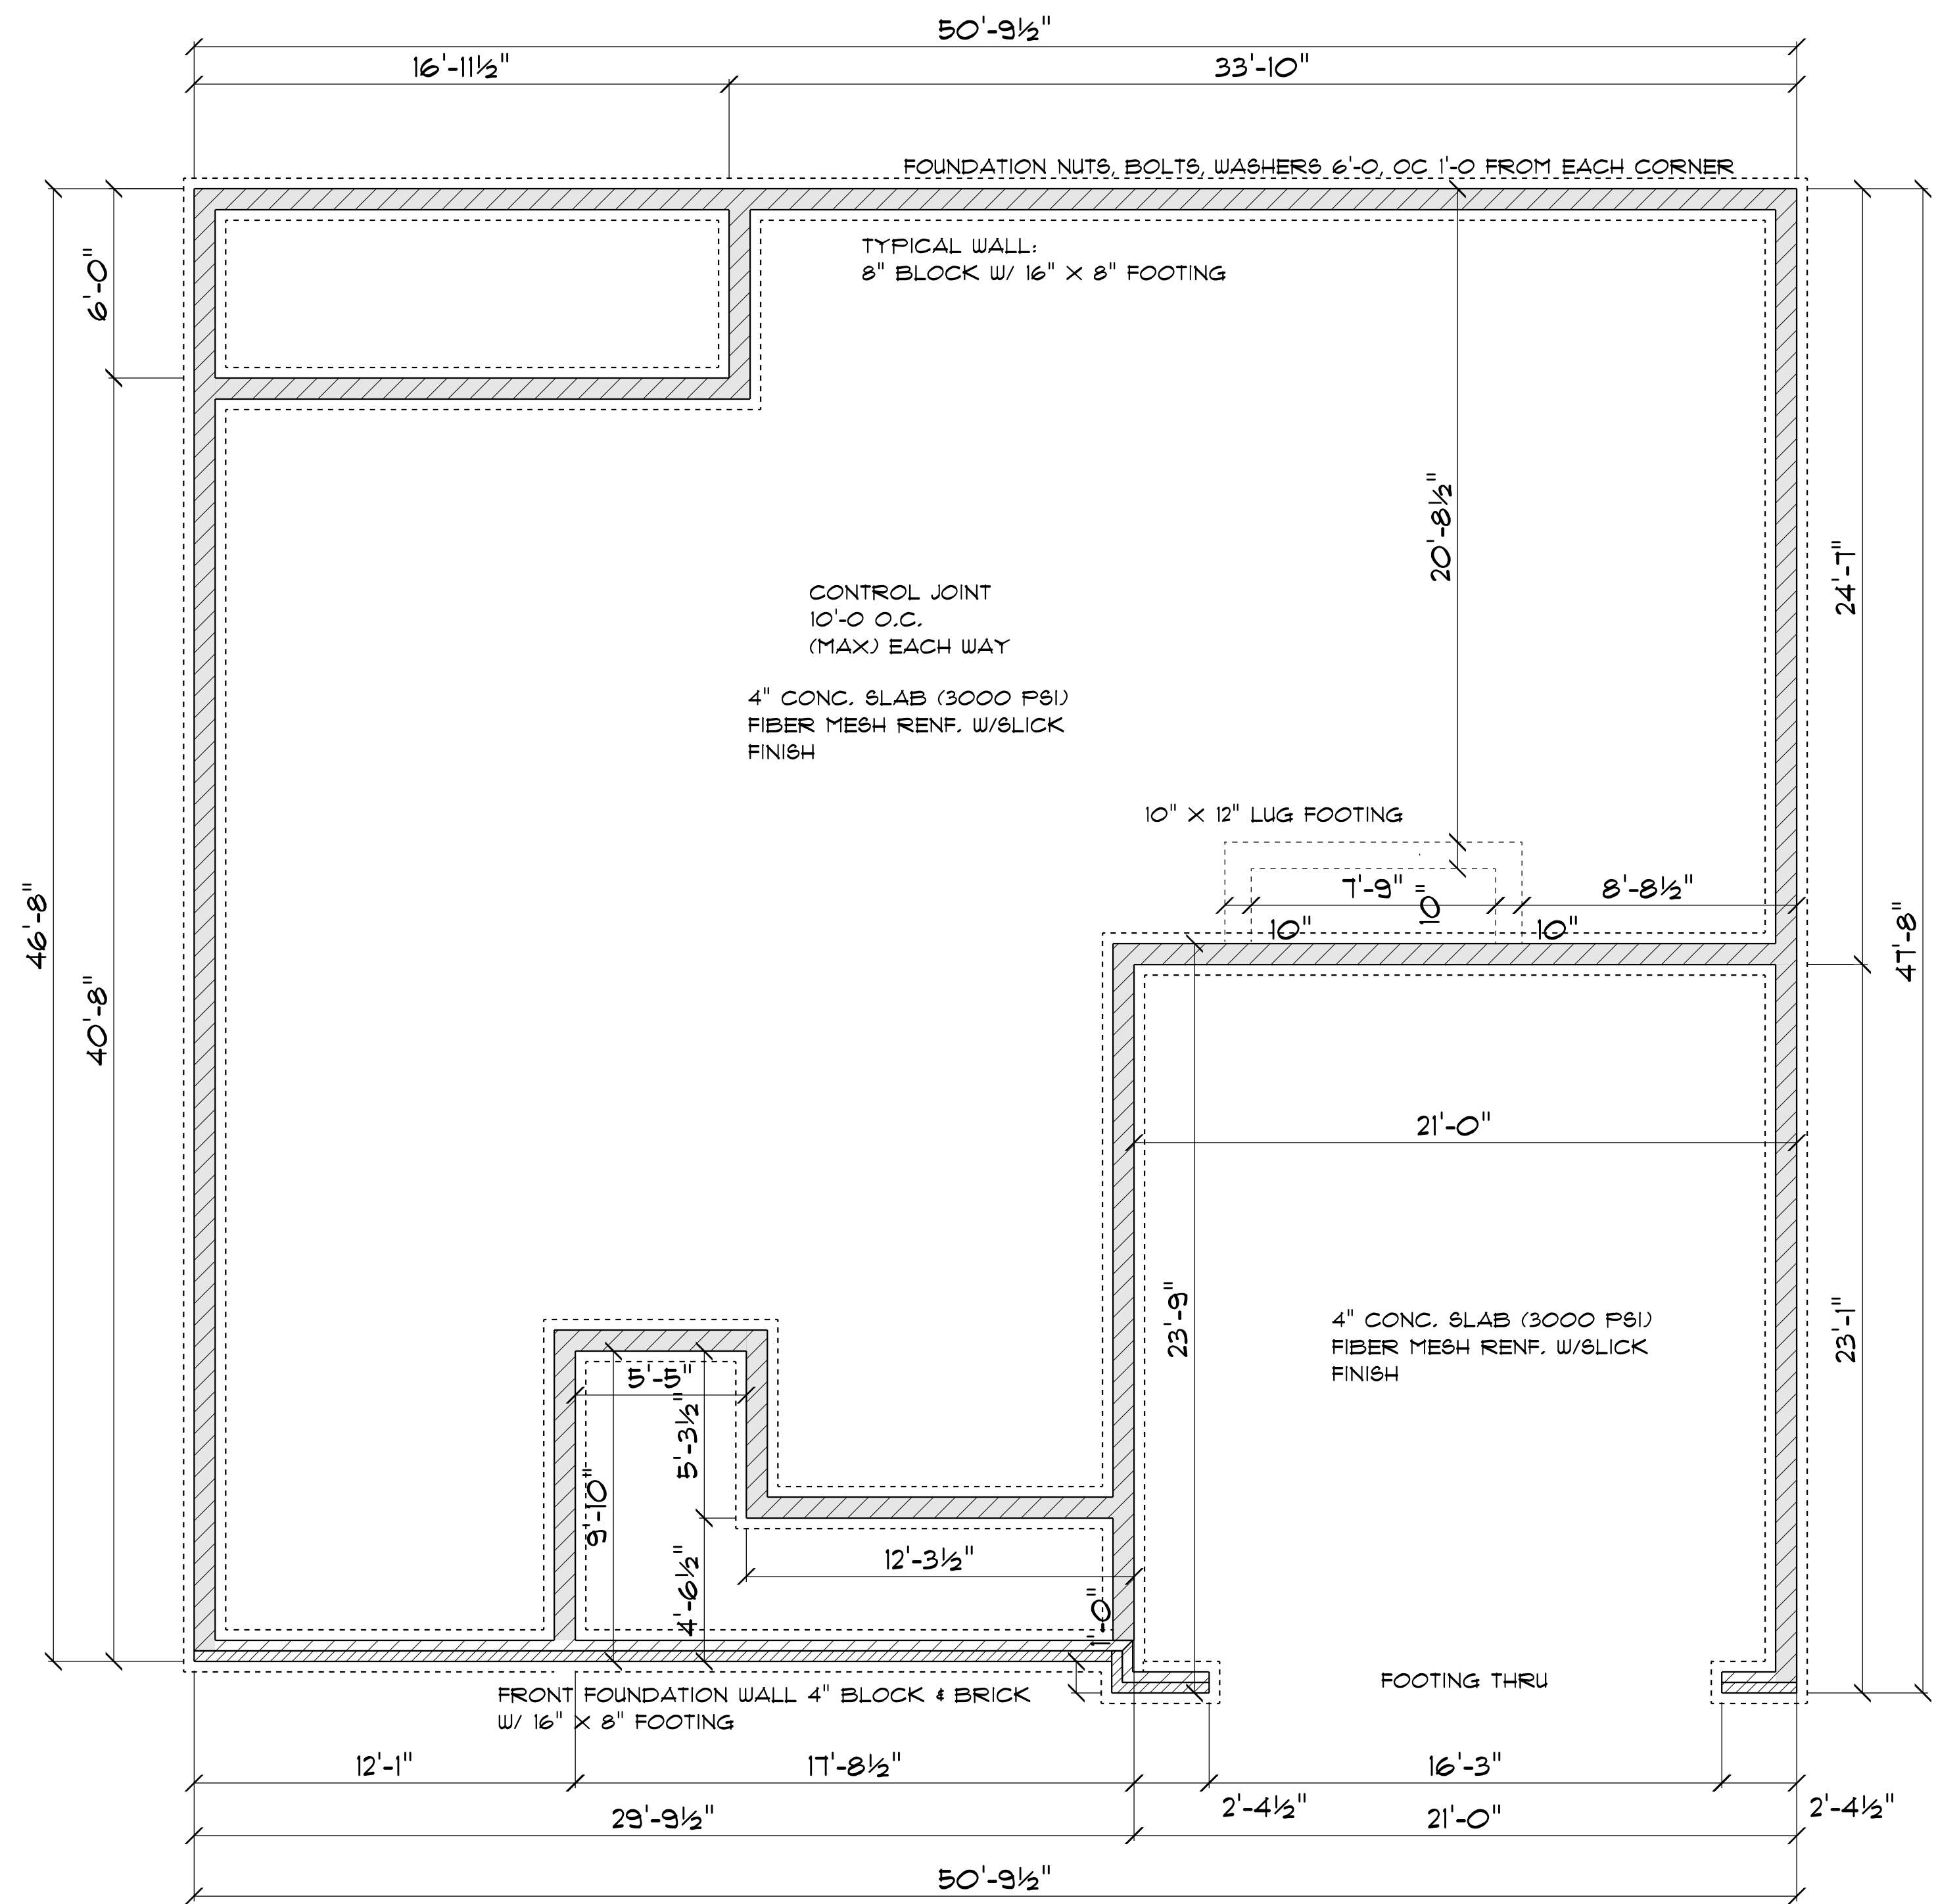 50'-9½"
16'-11½"
33'-10"
FOUNDATION NUTS, BOLTS, WASHERS 6'-0, OC 1'-0 FROM EACH CORNER
TYPICAL WALL:
8" BLOCK W/ 16" X 8" FOOTING
6'-0"
20'-8½"
24'-7"
CONTROL JOINT
10'-0 O.C.
(MAX) EACH WAY
4" CONC. SLAB (3000 PSI)
FIBER MESH RENF. W/SLICK
FINISH
10" X 12" LUG FOOTING
7'-9"
10"
8'-8½"
10"
10"
46'-8"
40'-8"
47'-8"
21'-0"
23'-9"
23'-1"
4" CONC. SLAB (3000 PSI)
FIBER MESH RENF. W/SLICK
FINISH
5'-5"
5'-3½"
9'-10"
4'-6½"
12'-3½"
1'-0"
FOOTING THRU
FRONT FOUNDATION WALL 4" BLOCK & BRICK
W/ 16" X 8" FOOTING
12'-1"
17'-8½"
16'-3"
2'-4½"
2'-4½"
29'-9½"
21'-0"
50'-9½"